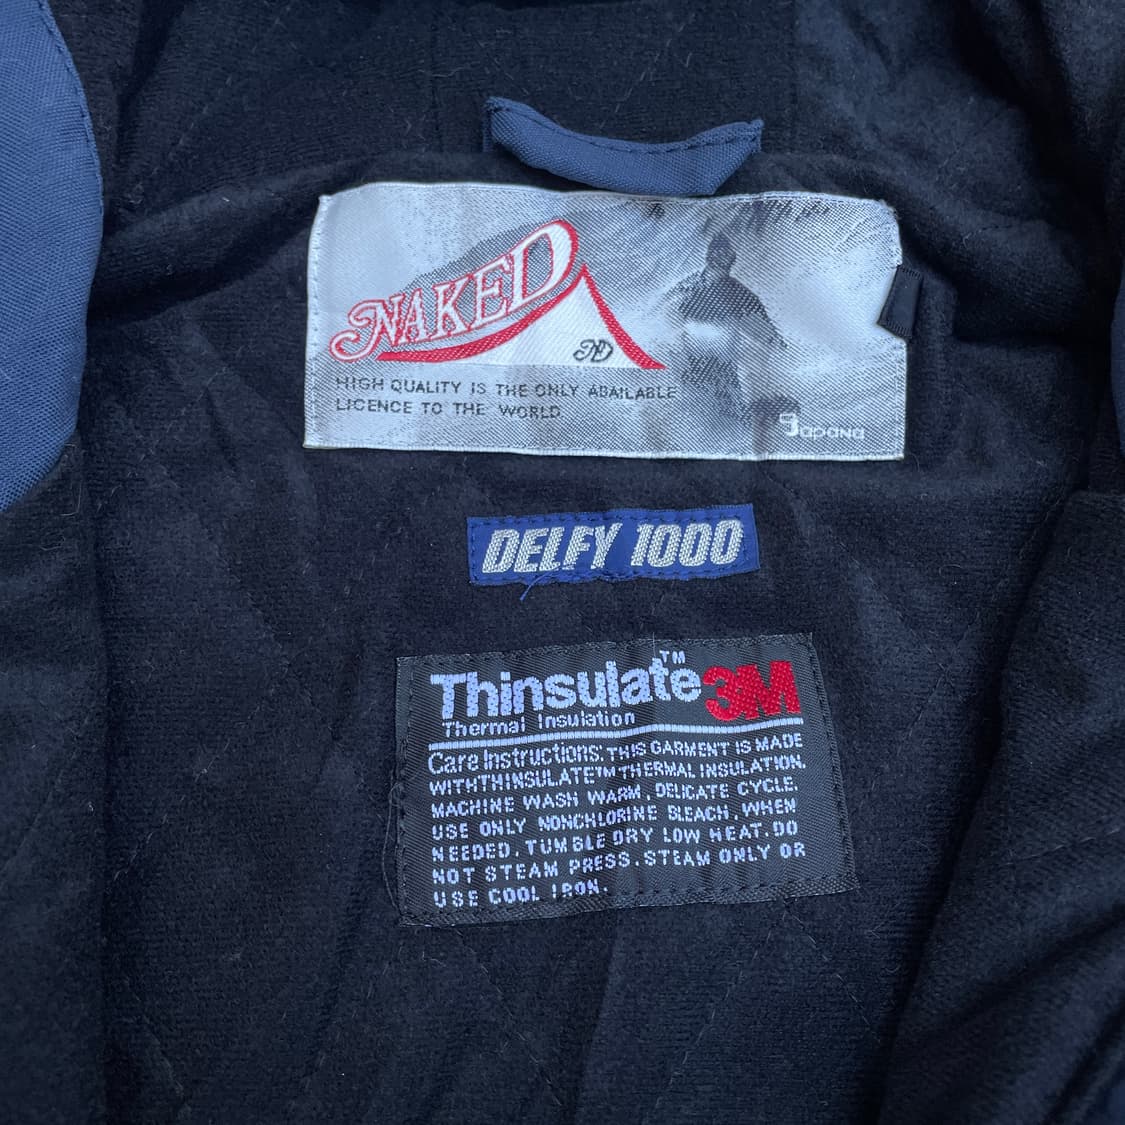 NAKED
ND
HIGH QUALITY IS THE ONLY ABAILABLE
LICENCE TO THE WORLD.
Japana
DELFY 1000
Thinsulate™ 3M
Thermal Insulation
Care Instructions: THIS GARMENT IS MADE
WITHTHINSULATE™THERMAL INSULATION.
MACHINE WASH WARM, DELICATE CYCLE.
USE ONLY NONCHLORINE BLEACH, WHEN
NEEDED. TUMBLE DRY LOW HEAT. DO
NOT STEAM PRESS. STEAM ONLY OR
USE COOL IRON.